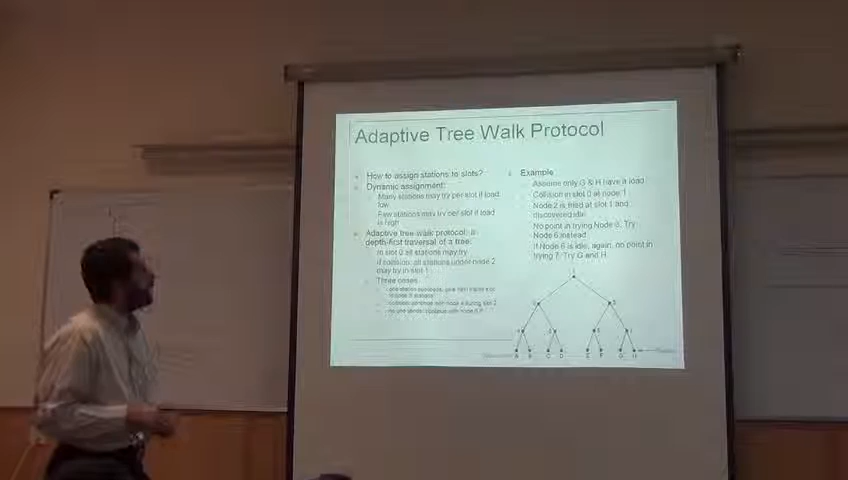 Adaptive Tree Walk Protocol
How to assign stations to slots?
Dynamic assignment:
Many stations may try per slot if load
low
Few stations may try per slot if load
is high
Adaptive tree walk protocol: a
depth-first traversal of a tree:
In slot 0 all stations may try
If collision: all stations under node 2
may try in slot 1
Three cases
Example
Assume only G & H have a load
Collision in slot 0 at node 1
Node 2 is tried at slot 1 and
discovered idle
No point in trying Node 3. Try
Node 6 instead
If Node 6 is idle, again, no point in
trying 7. Try G and H
A B C D E F G H